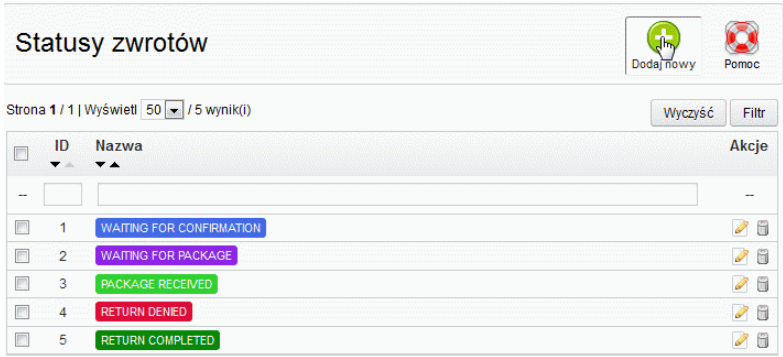 Statusy zwrotów
Dodaj nowy
Pomoc
Strona 1 / 1 | Wyświetl 50 / 5 wynik(i)
Wyczyść Filtr
ID Nazwa Akcje
-- --
1 WAITING FOR CONFIRMATION
2 WAITING FOR PACKAGE
3 PACKAGE RECEIVED
4 RETURN DENIED
5 RETURN COMPLETED